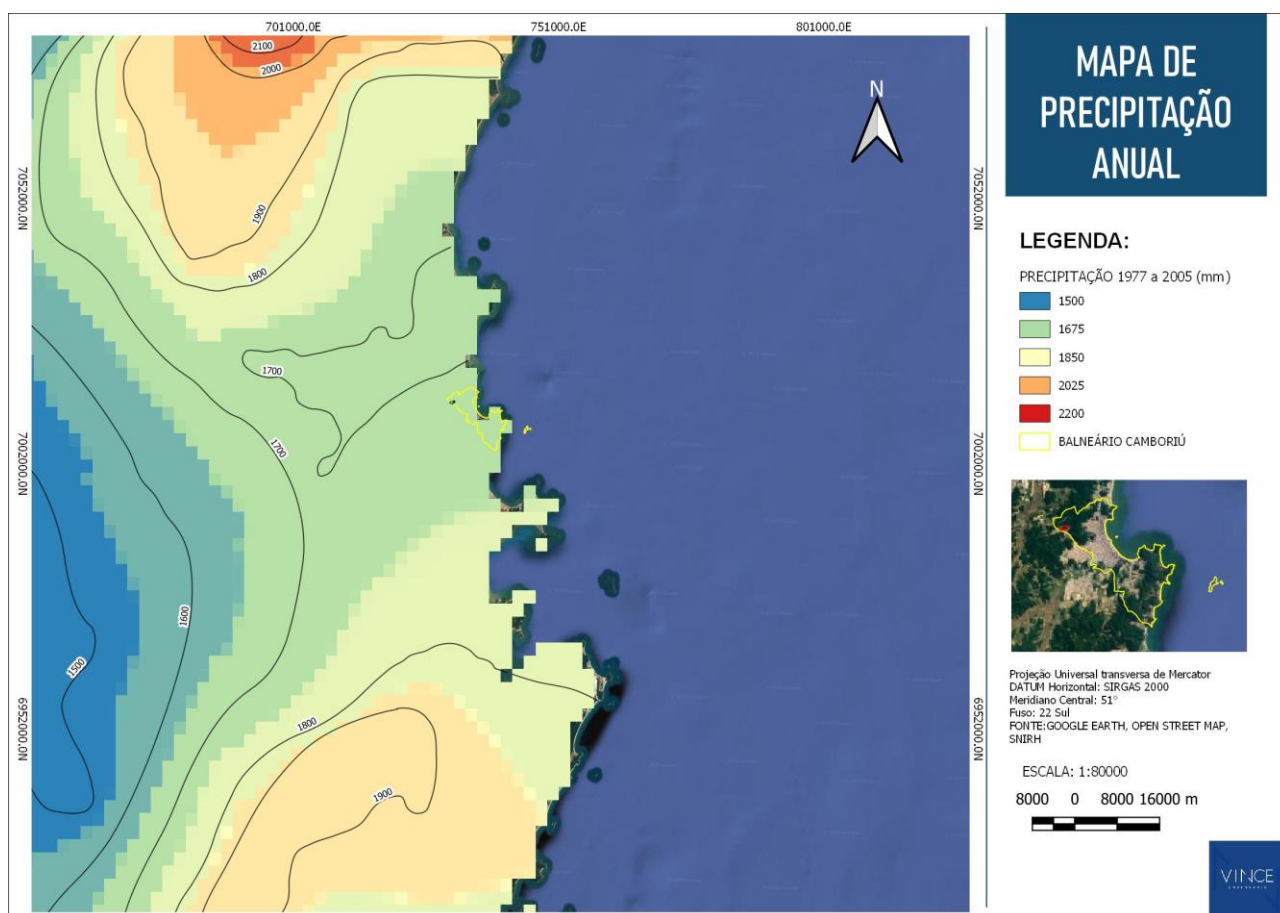 701000.0E
751000.0E
801000.0E
MAPA DE
PRECIPITAÇÃO
ANUAL
N
7052000.0N
7052000.0N
7002000.0N
7002000.0N
6952000.0N
6952000.0N
2100
2000
1900
1800
1700
1700
1600
1500
1800
1900
LEGENDA:
PRECIPITAÇÃO 1977 a 2005 (mm)
1500
1675
1850
2025
2200
BALNEÁRIO CAMBORIÚ
Projeção Universal transversa de Mercator
DATUM Horizontal: SIRGAS 2000
Meridiano Central: 51°
Fuso: 22 Sul
FONTE:GOOGLE EARTH, OPEN STREET MAP,
SNIRH
ESCALA: 1:80000
8000 0 8000 16000 m
VINCE